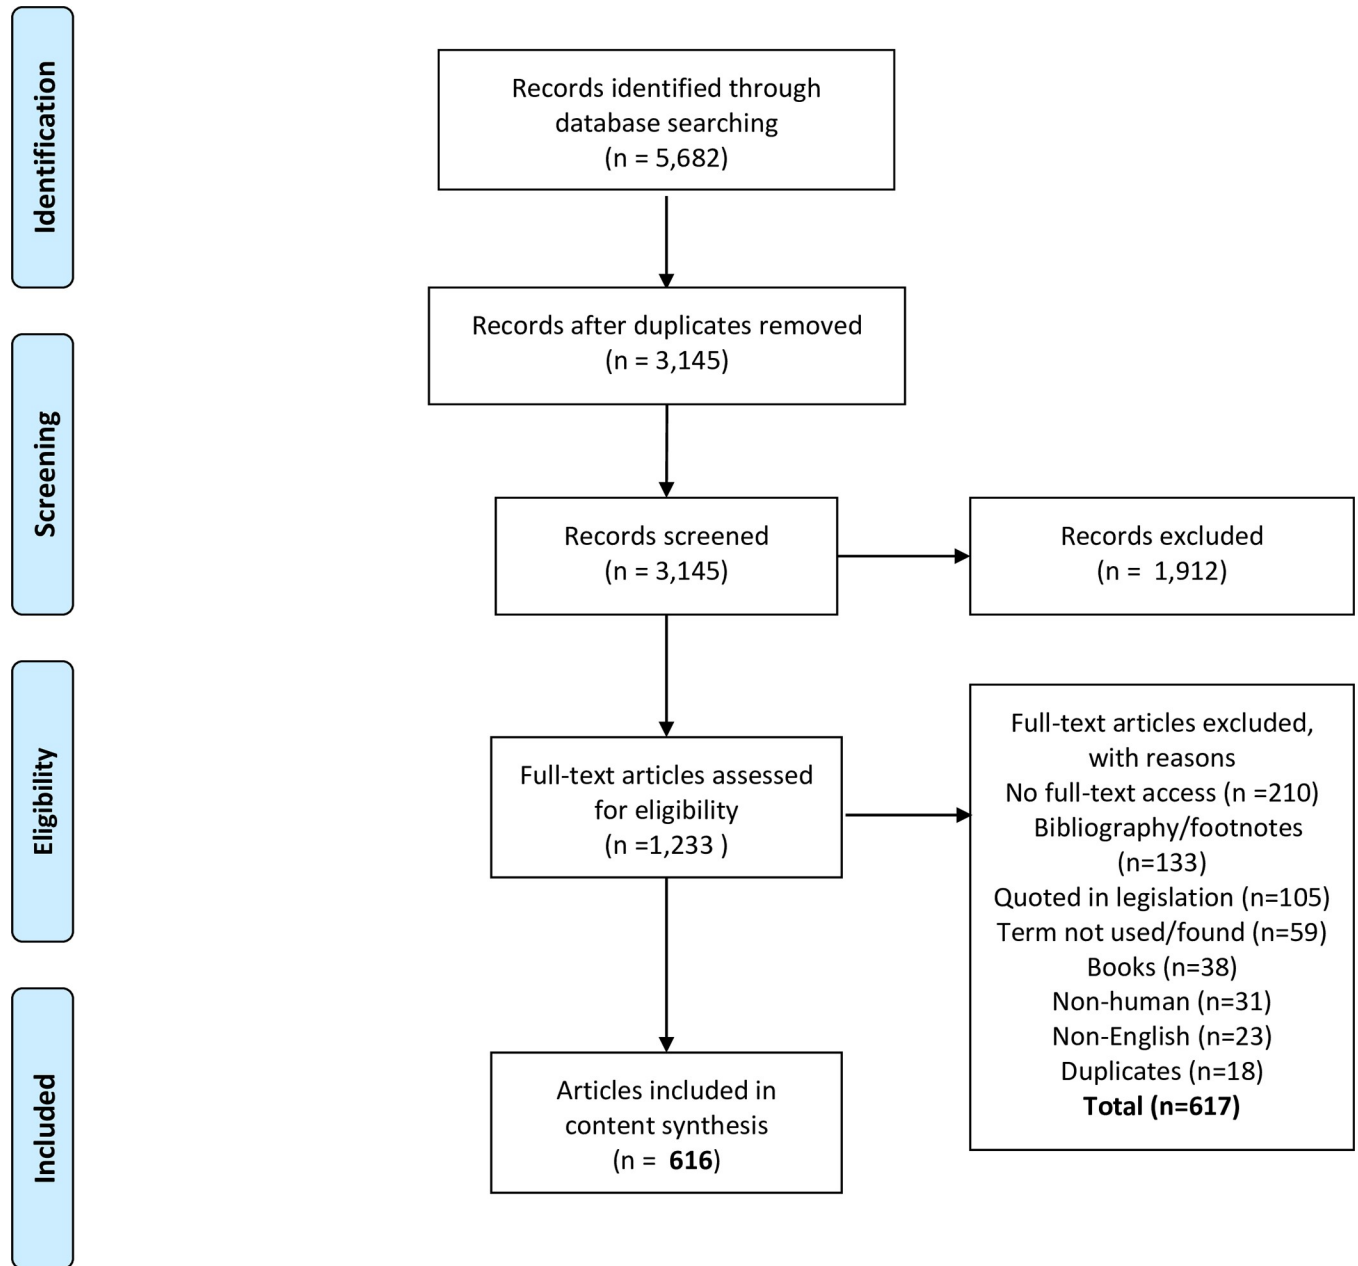 Identification
Records identified through
database searching
(n = 5,682)
Records after duplicates removed
(n = 3,145)
Screening
Records screened
(n = 3,145)
Records excluded
(n =  1,912)
Eligibility
Full-text articles assessed
for eligibility
(n =1,233 )
Full-text articles excluded,
with reasons
No full-text access (n =210)
Bibliography/footnotes
(n=133)
Quoted in legislation (n=105)
Term not used/found (n=59)
Books (n=38)
Non-human (n=31)
Non-English (n=23)
Duplicates (n=18)
Total (n=617)
Included
Articles included in
content synthesis
(n =  616)